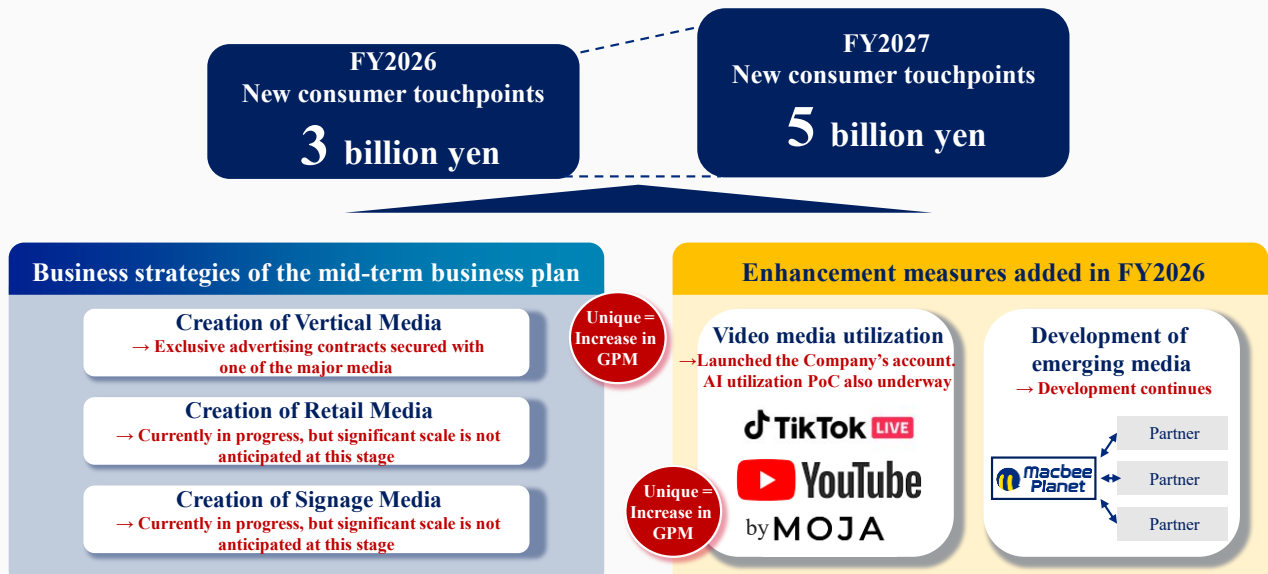 FY2026
New consumer touchpoints
3 billion yen
FY2027
New consumer touchpoints
5 billion yen
Business strategies of the mid-term business plan
Creation of Vertical Media
→ Exclusive advertising contracts secured with
one of the major media
Creation of Retail Media
→ Currently in progress, but significant scale is not
anticipated at this stage
Creation of Signage Media
→ Currently in progress, but significant scale is not
anticipated at this stage
Unique =
Increase in
GPM
Enhancement measures added in FY2026
Video media utilization
→Launched the Company's account.
AI utilization PoC also underway
TikTok LIVE
YouTube
by MOJA
Unique =
Increase in
GPM
Development of
emerging media
→ Development continues
Macbee
Planet
Partner
Partner
Partner